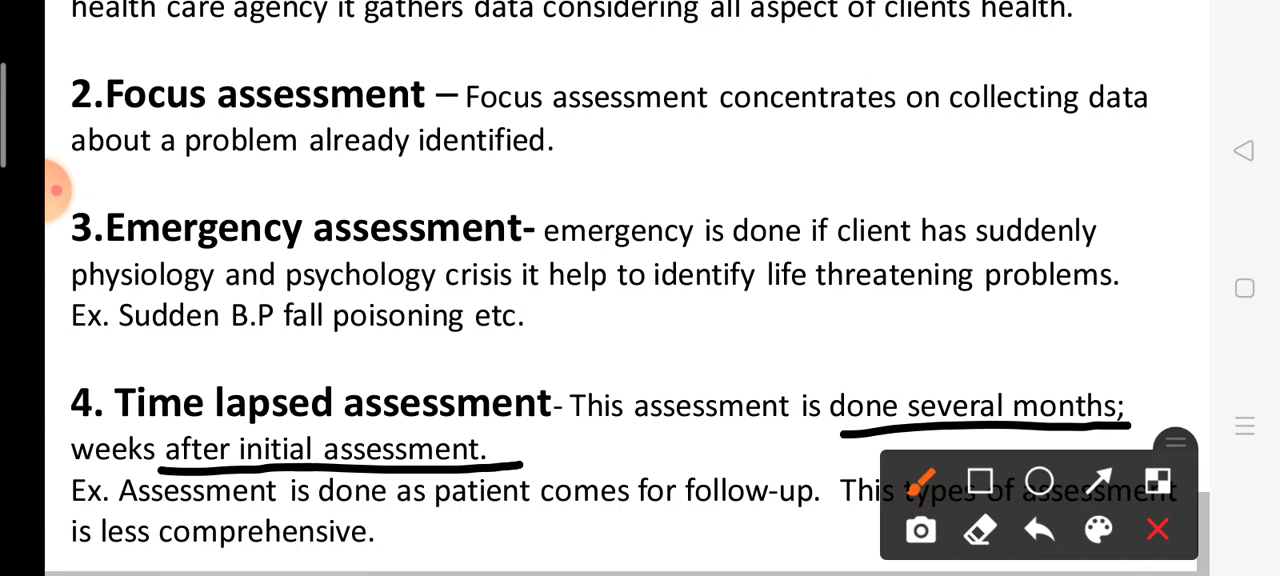 health care agency it gathers data considering all aspect of clients health.
2.Focus assessment – Focus assessment concentrates on collecting data
about a problem already identified.
3.Emergency assessment- emergency is done if client has suddenly
physiology and psychology crisis it help to identify life threatening problems.
Ex. Sudden B.P fall poisoning etc.
4. Time lapsed assessment- This assessment is done several months;
weeks after initial assessment.
Ex. Assessment is done as patient comes for follow-up. This types of assessment
is less comprehensive.